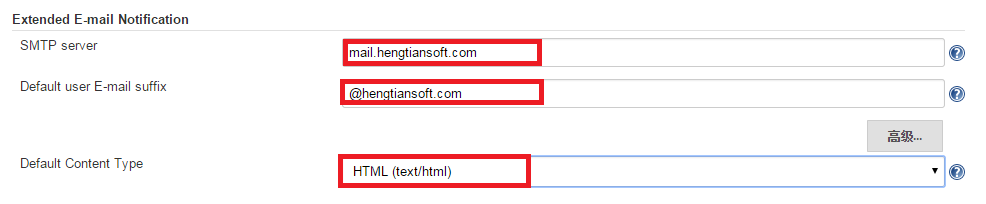 Extended E-mail Notification
SMTP server
mail.hengtiansoft.com
Default user E-mail suffix
@hengtiansoft.com
高级...
Default Content Type
HTML (text/html)